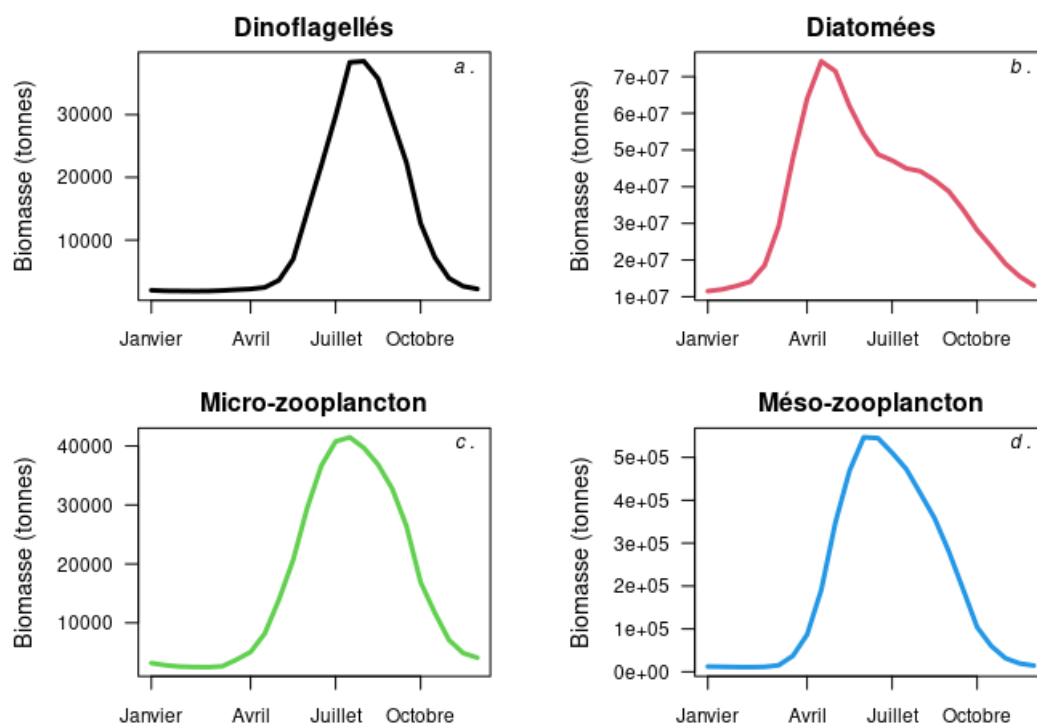 Dinoflagellés
a .
Biomasse (tonnes)
30000
20000
10000
Janvier Avril Juillet Octobre
Diatomées
b .
Biomasse (tonnes)
7e+07
6e+07
5e+07
4e+07
3e+07
2e+07
1e+07
Janvier Avril Juillet Octobre
Micro-zooplancton
c .
Biomasse (tonnes)
40000
30000
20000
10000
Janvier Avril Juillet Octobre
Méso-zooplancton
d .
Biomasse (tonnes)
5e+05
4e+05
3e+05
2e+05
1e+05
0e+00
Janvier Avril Juillet Octobre